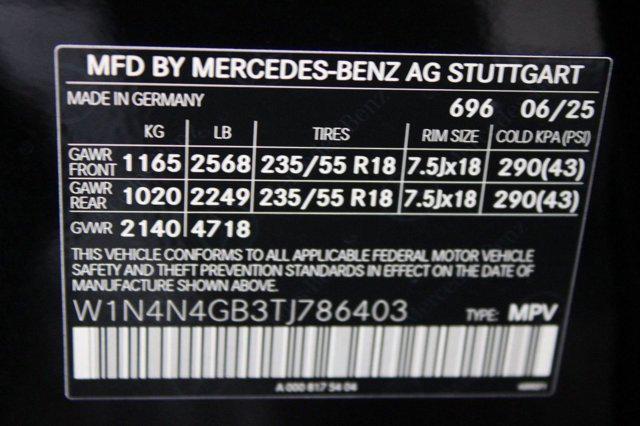 MFD BY MERCEDES-BENZ AG STUTTGART
MADE IN GERMANY 696 06/25
KG LB TIRES RIM SIZE COLD KPA(PSI)
GAWR FRONT 1165 2568 235/55 R18 7.5Jx18 290(43)
GAWR REAR 1020 2249 235/55 R18 7.5Jx18 290(43)
GVWR 2140 4718
THIS VEHICLE CONFORMS TO ALL APPLICABLE FEDERAL MOTOR VEHICLE
SAFETY AND THEFT PREVENTION STANDARDS IN EFFECT ON THE DATE OF
MANUFACTURE SHOWN ABOVE.
W1N4N4GB3TJ786403 TYPE: MPV
A 000 817 54 04